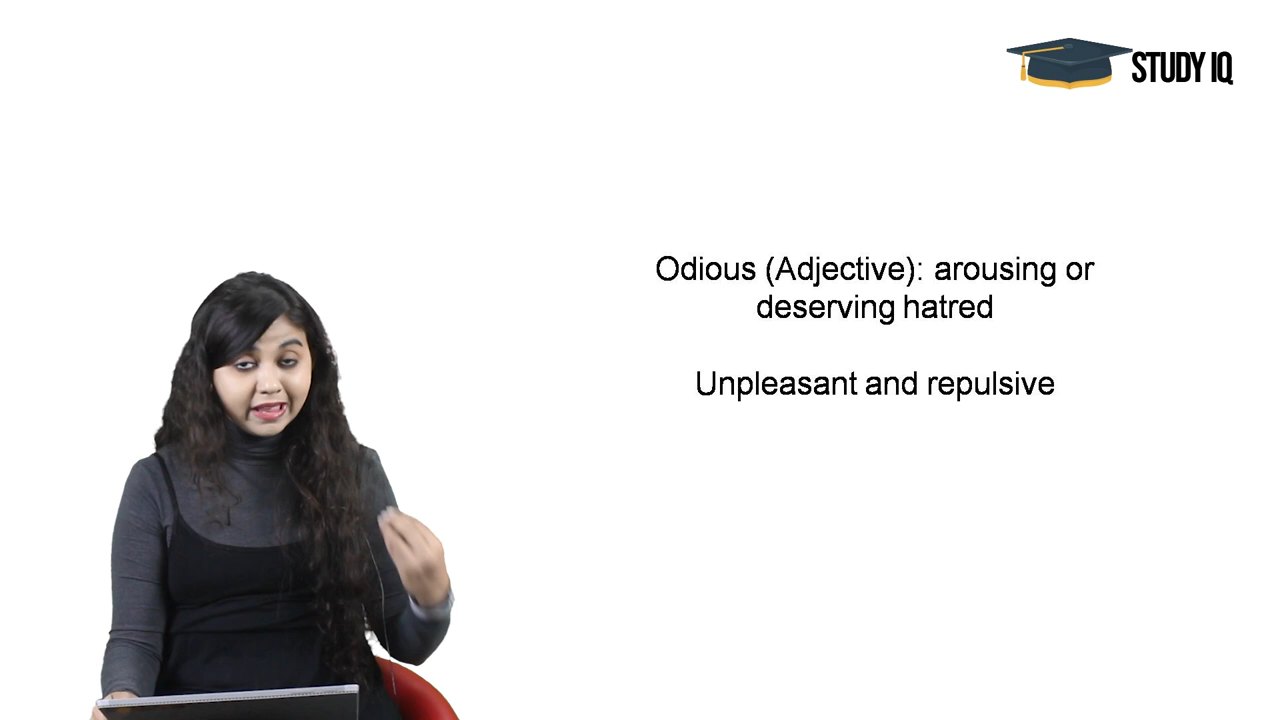 STUDY IQ
Odious (Adjective): arousing or
deserving hatred
Unpleasant and repulsive